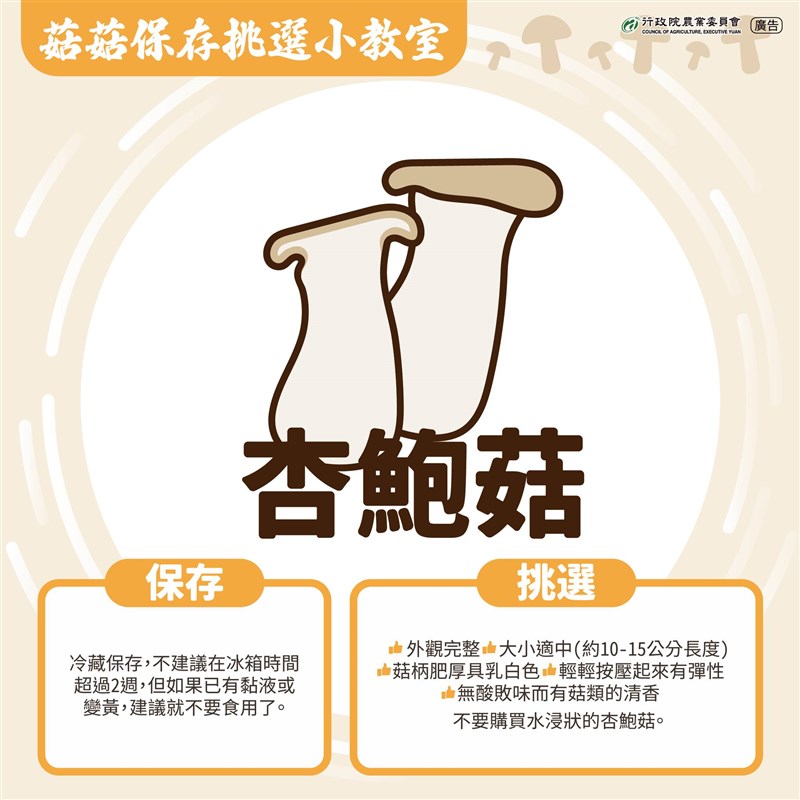 菇菇保存挑選小教室
行政院農業委員會
COUNCIL OF AGRICULTURE, EXECUTIVE YUAN
廣告
杏鮑菇
保存
冷藏保存，不建議在冰箱時間
超過2週，但如果已有黏液或
變黃，建議就不要食用了。
挑選
外觀完整 大小適中(約10-15公分長度)
菇柄肥厚具乳白色 輕輕按壓起來有彈性
無酸敗味而有菇類的清香
不要購買水浸狀的杏鮑菇。